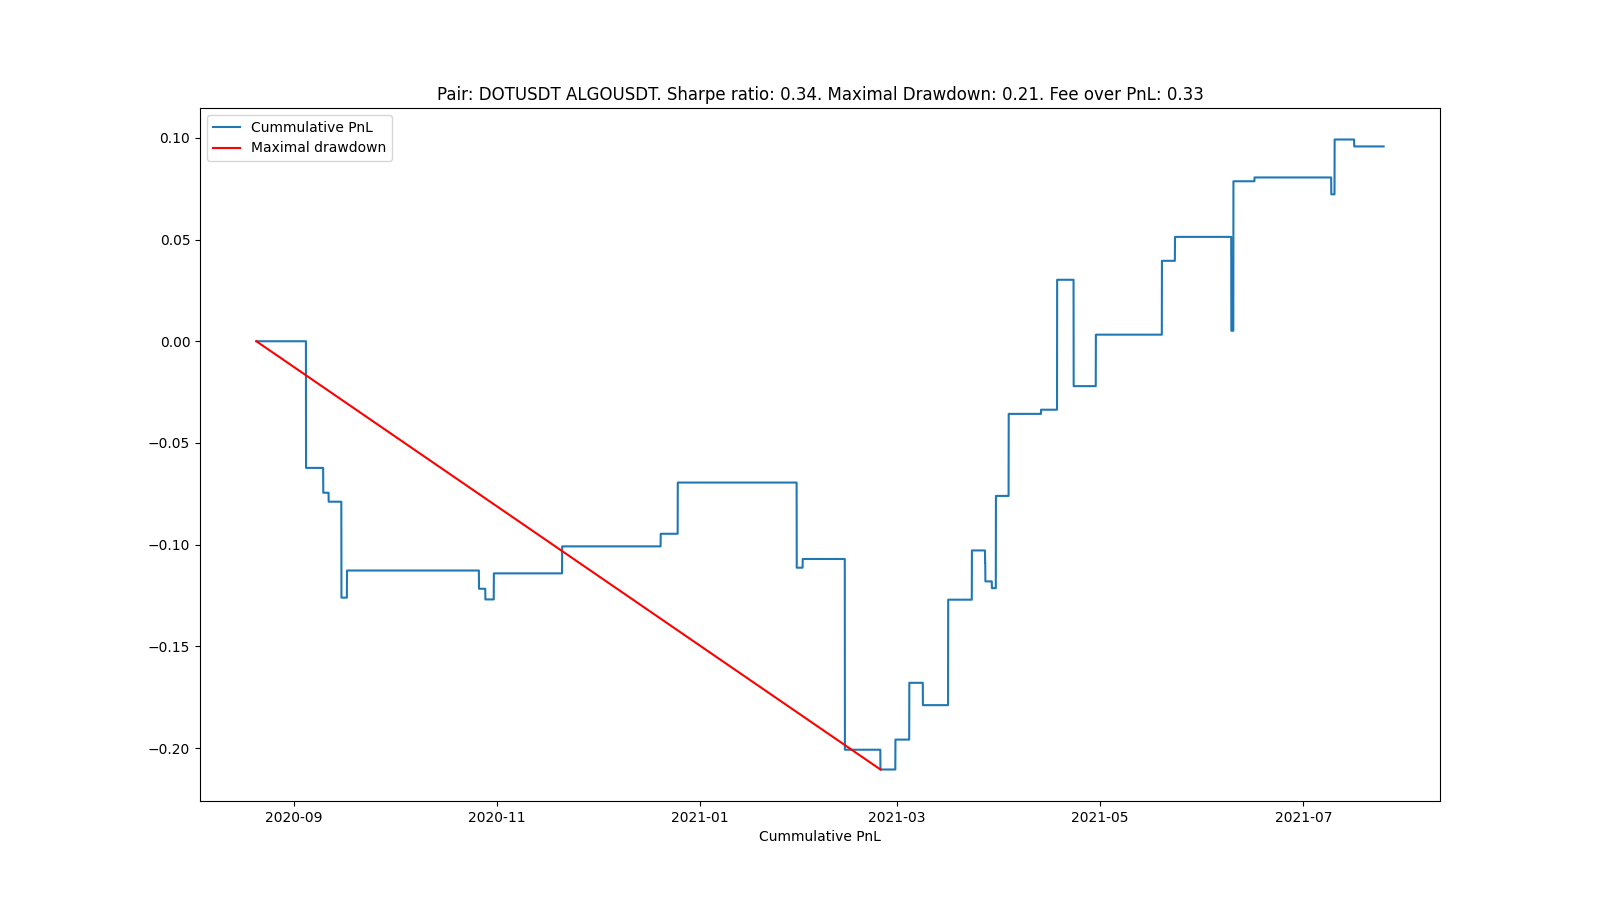 Pair: DOTUSDT ALGOUSDT. Sharpe ratio: 0.34. Maximal Drawdown: 0.21. Fee over PnL: 0.33
Cummulative PnL
Maximal drawdown
0.10
0.05
0.00
−0.05
−0.10
−0.15
−0.20
2020-09 2020-11 2021-01 2021-03 2021-05 2021-07
Cummulative PnL